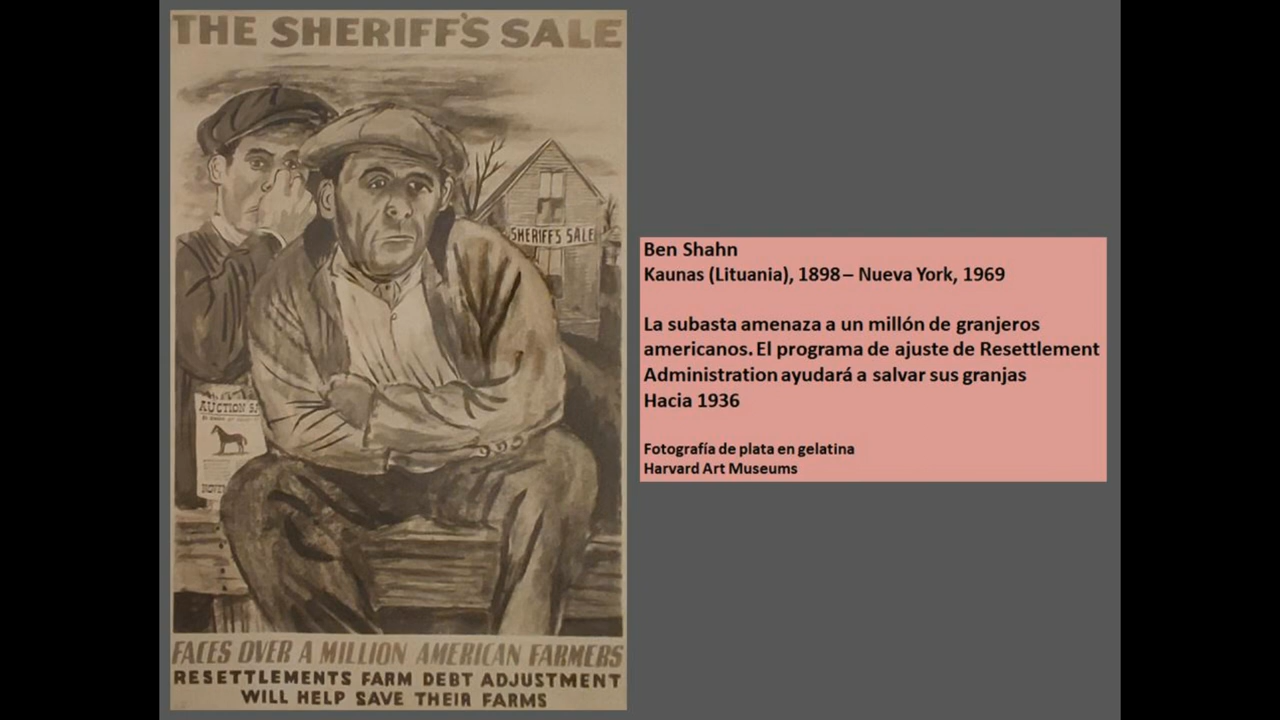 THE SHERIFF'S SALE
SHERIFF'S SALE
AUCTION
FACES OVER A MILLION AMERICAN FARMERS
RESETTLEMENTS FARM DEBT ADJUSTMENT
WILL HELP SAVE THEIR FARMS
Ben Shahn
Kaunas (Lituania), 1898 – Nueva York, 1969
La subasta amenaza a un millón de granjeros
americanos. El programa de ajuste de Resettlement
Administration ayudará a salvar sus granjas
Hacia 1936
Fotografía de plata en gelatina
Harvard Art Museums